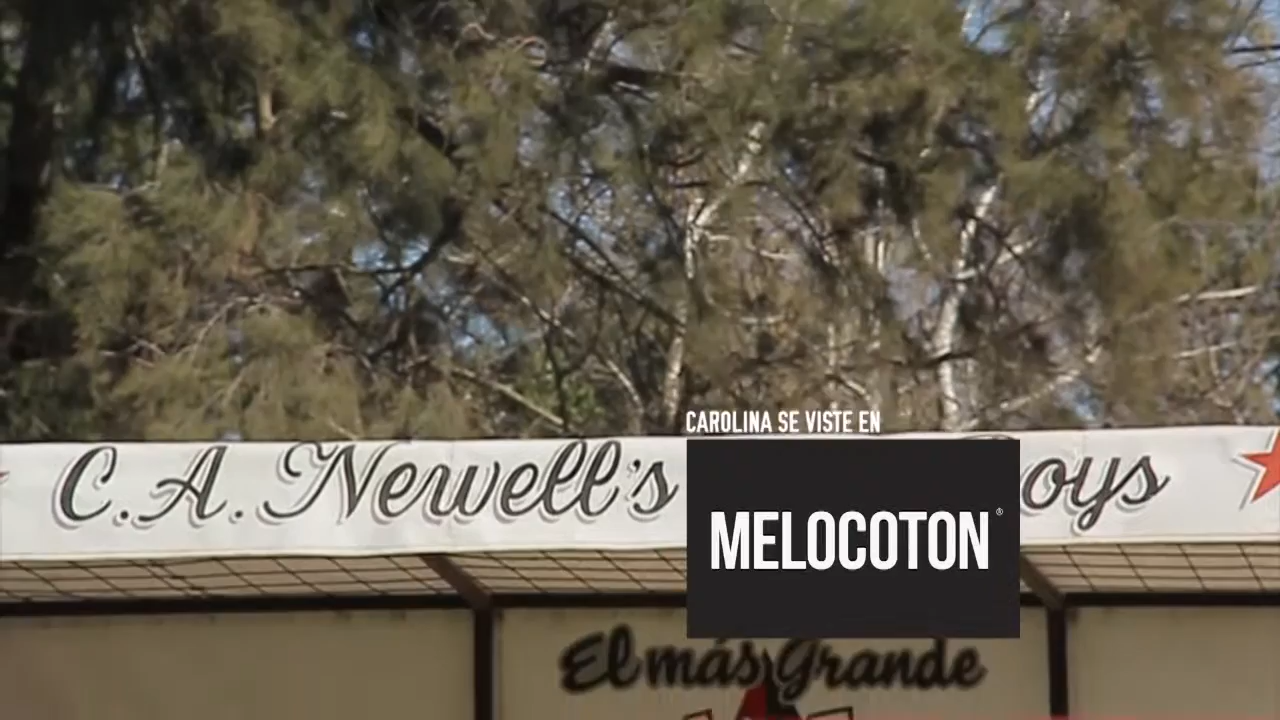 CAROLINA SE VISTE EN
C.A. Newell's oys
MELOCOTON®
El más Grande